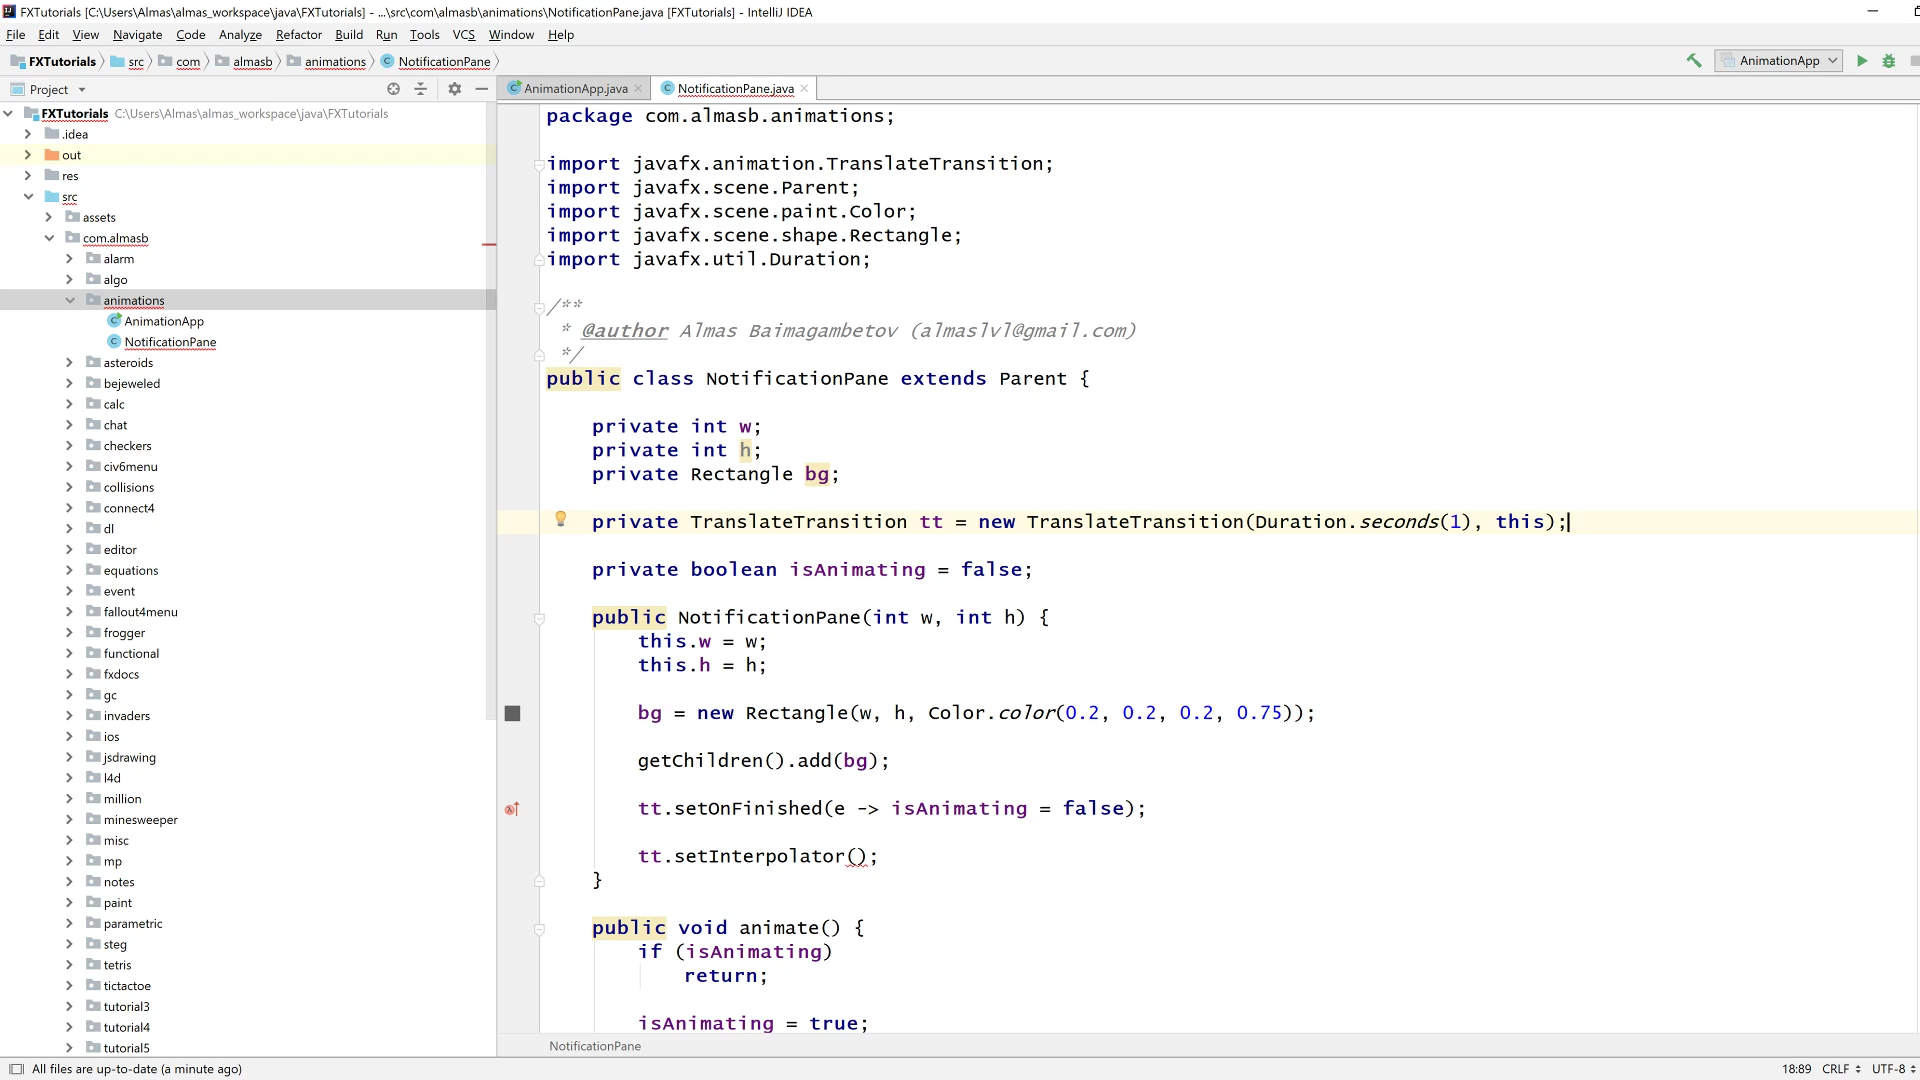 FXTutorials [C:\Users\Almas\almas_workspace\java\FXTutorials] - ...\src\com\almasb\animations\NotificationPane.java [FXTutorials] - IntelliJ IDEA
File Edit View Navigate Code Analyze Refactor Build Run Tools VCS Window Help
FXTutorials src com almasb animations NotificationPane AnimationApp
Project
AnimationApp.java NotificationPane.java
FXTutorials C:\Users\Almas\almas_workspace\java\FXTutorials
.idea
out
res
src
assets
com.almasb
alarm
algo
animations
AnimationApp
NotificationPane
asteroids
bejeweled
calc
chat
checkers
civ6menu
collisions
connect4
dl
editor
equations
event
fallout4menu
frogger
functional
fxdocs
gc
invaders
ios
jsdrawing
l4d
million
minesweeper
misc
mp
notes
paint
parametric
steg
tetris
tictactoe
tutorial3
tutorial4
tutorial5
package com.almasb.animations;
import javafx.animation.TranslateTransition;
import javafx.scene.Parent;
import javafx.scene.paint.Color;
import javafx.scene.shape.Rectangle;
import javafx.util.Duration;
/**
* @author Almas Baimagambetov (almaslvl@gmail.com)
*/
public class NotificationPane extends Parent {
private int w;
private int h;
private Rectangle bg;
private TranslateTransition tt = new TranslateTransition(Duration.seconds(1), this);
private boolean isAnimating = false;
public NotificationPane(int w, int h) {
this.w = w;
this.h = h;
bg = new Rectangle(w, h, Color.color(0.2, 0.2, 0.2, 0.75));
getChildren().add(bg);
tt.setOnFinished(e -> isAnimating = false);
tt.setInterpolator();
}
public void animate() {
if (isAnimating)
return;
isAnimating = true;
NotificationPane
All files are up-to-date (a minute ago) 18:89 CRLF UTF-8